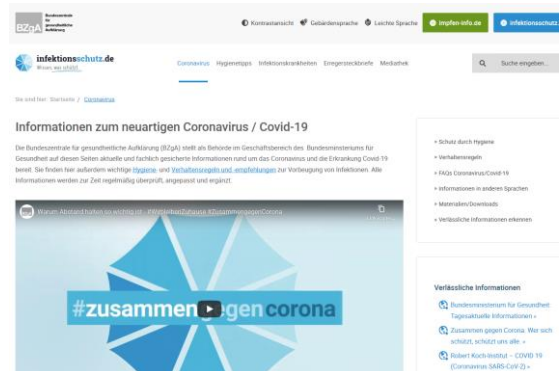 BZgA
Bundeszentrale
für
gesundheitliche
Aufklärung
Kontrastansicht Gebärdensprache Leichte Sprache impfen-info.de infektionsschutz.
infektionsschutz.de
Wissen, was schützt.
Coronavirus Hygienetipps Infektionskrankheiten Erregersteckbriefe Mediathek
Suche eingeben...
Sie sind hier: Startseite / Coronavirus
Informationen zum neuartigen Coronavirus / Covid-19
Die Bundeszentrale für gesundheitliche Aufklärung (BZgA) stellt als Behörde im Geschäftsbereich des Bundesministeriums für
Gesundheit auf diesen Seiten aktuelle und fachlich gesicherte Informationen rund um das Coronavirus und die Erkrankung Covid-19
bereit. Sie finden hier außerdem wichtige Hygiene- und Verhaltensregeln und -empfehlungen zur Vorbeugung von Infektionen. Alle
Informationen werden zur Zeit regelmäßig überprüft, angepasst und ergänzt.
Warum Abstand halten so wichtig ist - #WirBleibenZuhause #ZusammengegenCorona
#zusammengegencorona
» Schutz durch Hygiene
» Verhaltensregeln
» FAQs Coronavirus/Covid-19
» Informationen in anderen Sprachen
» Materialien/Downloads
» Verlässliche Informationen erkennen
Verlässliche Informationen
Bundesministerium für Gesundheit:
Tagesaktuelle Informationen »
Zusammen gegen Corona: Wer sich
schützt, schützt uns alle. »
Robert Koch-Institut – COVID 19
(Coronavirus SARS-CoV-2) »